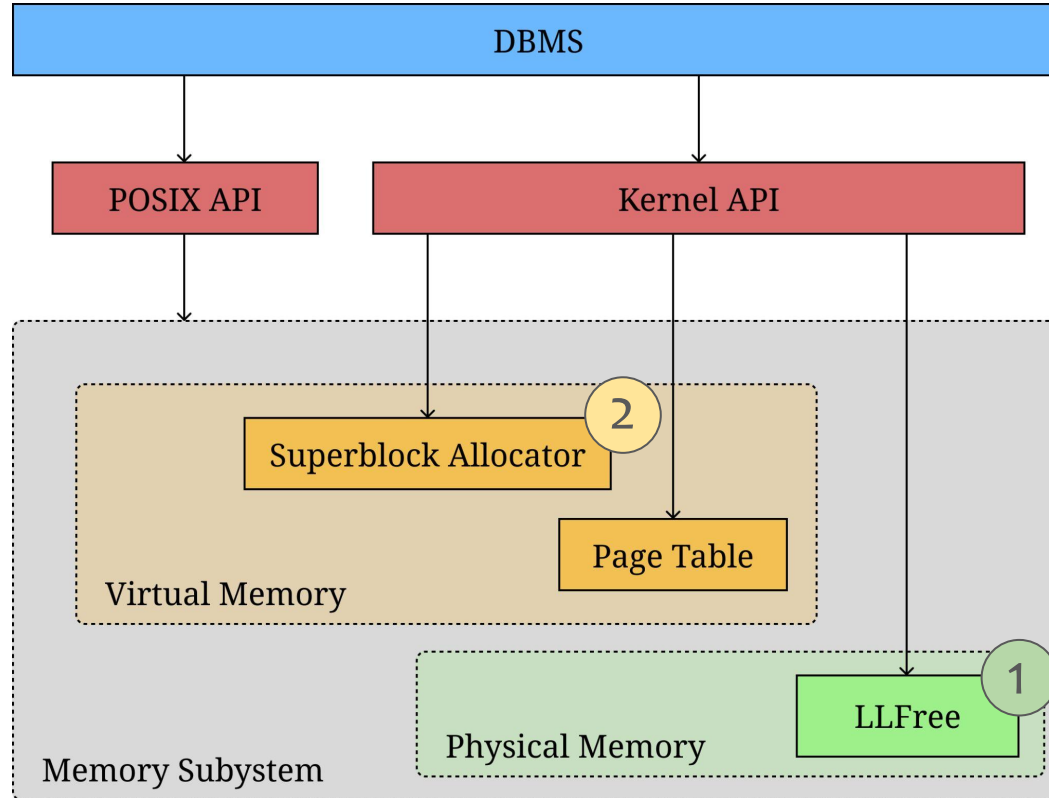 DBMS
POSIX API
Kernel API
2
Superblock Allocator
Page Table
Virtual Memory
1
LLFree
Physical Memory
Memory Subystem